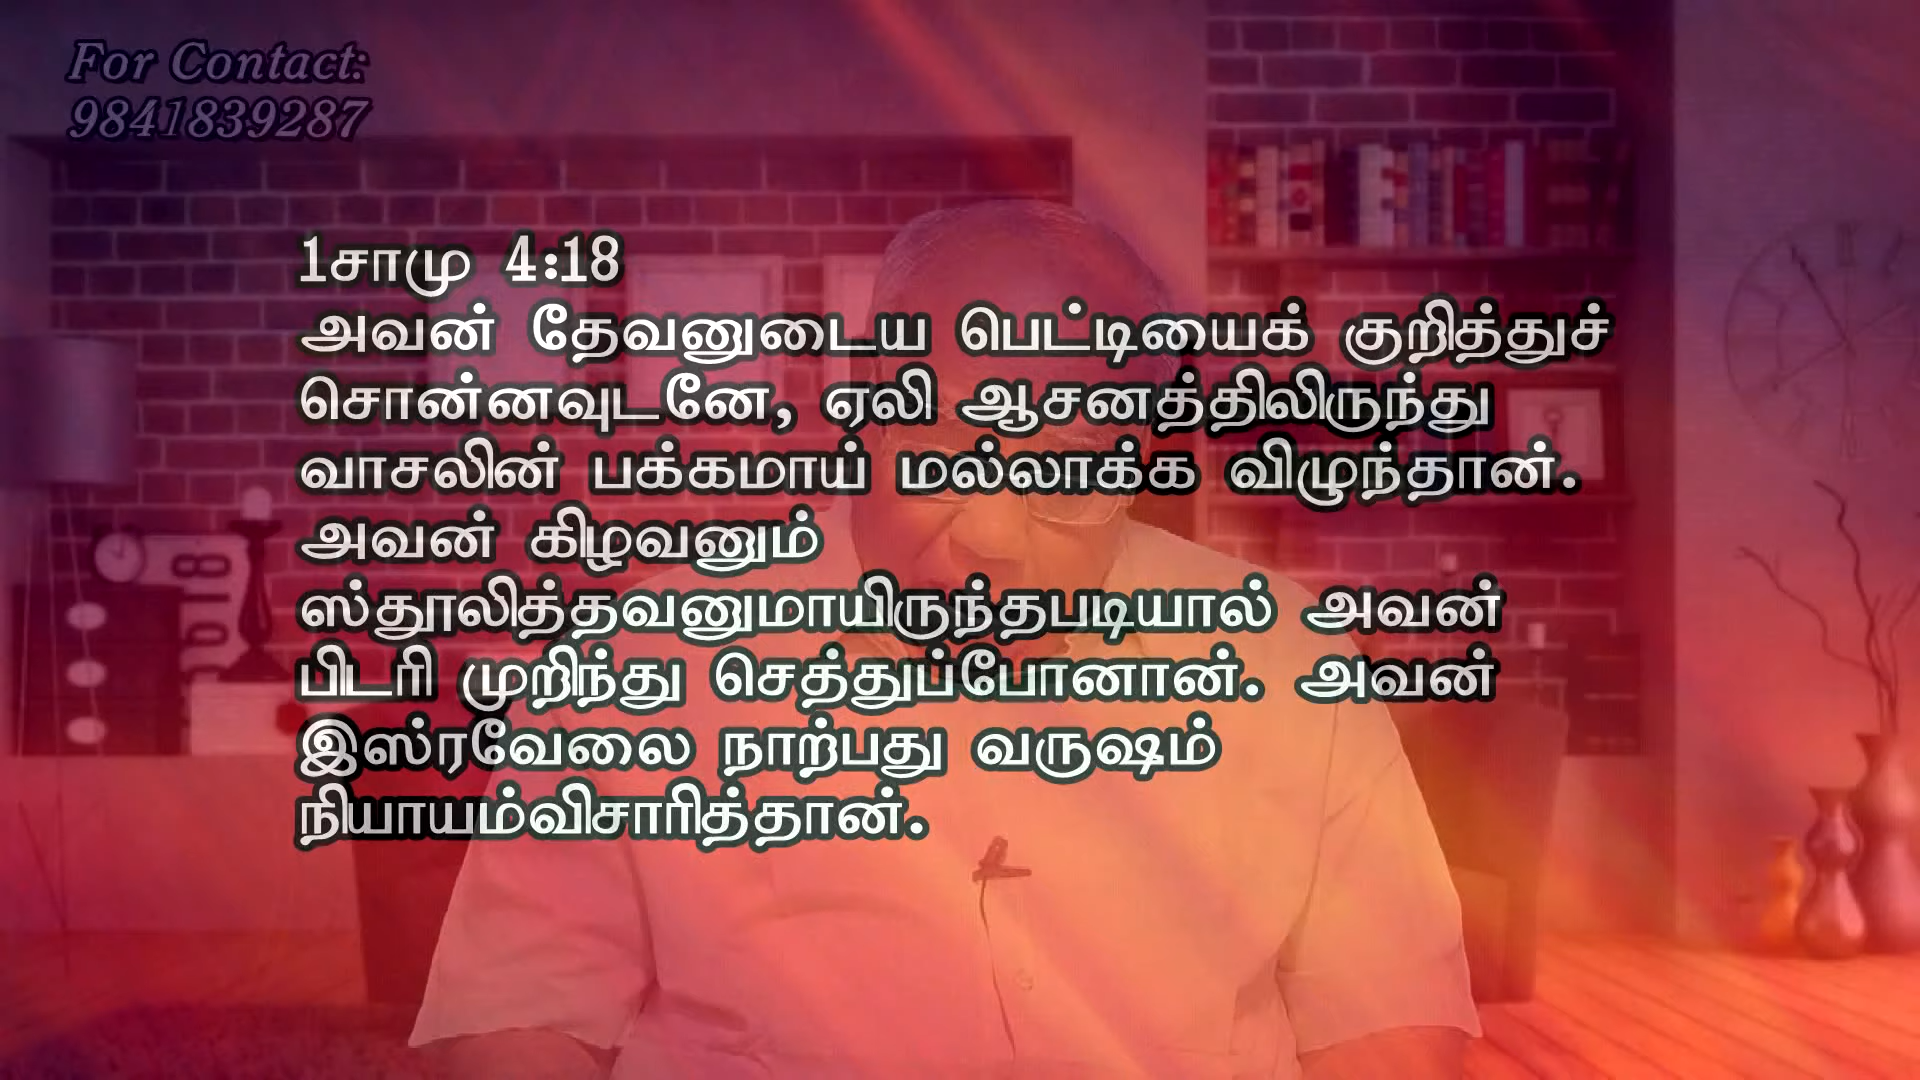 For Contact:
9841839287
1சாமு 4:18
அவன் தேவனுடைய பெட்டியைக் குறித்துச்
சொன்னவுடனே, ஏலி ஆசனத்திலிருந்து
வாசலின் பக்கமாய் மல்லாக்க விழுந்தான்.
அவன் கிழவனும்
ஸ்தூலித்தவனுமாயிருந்தபடியால் அவன்
பிடரி முறிந்து செத்துப்போனான். அவன்
இஸ்ரவேலை நாற்பது வருஷம்
நியாயம்விசாரித்தான்.
2018